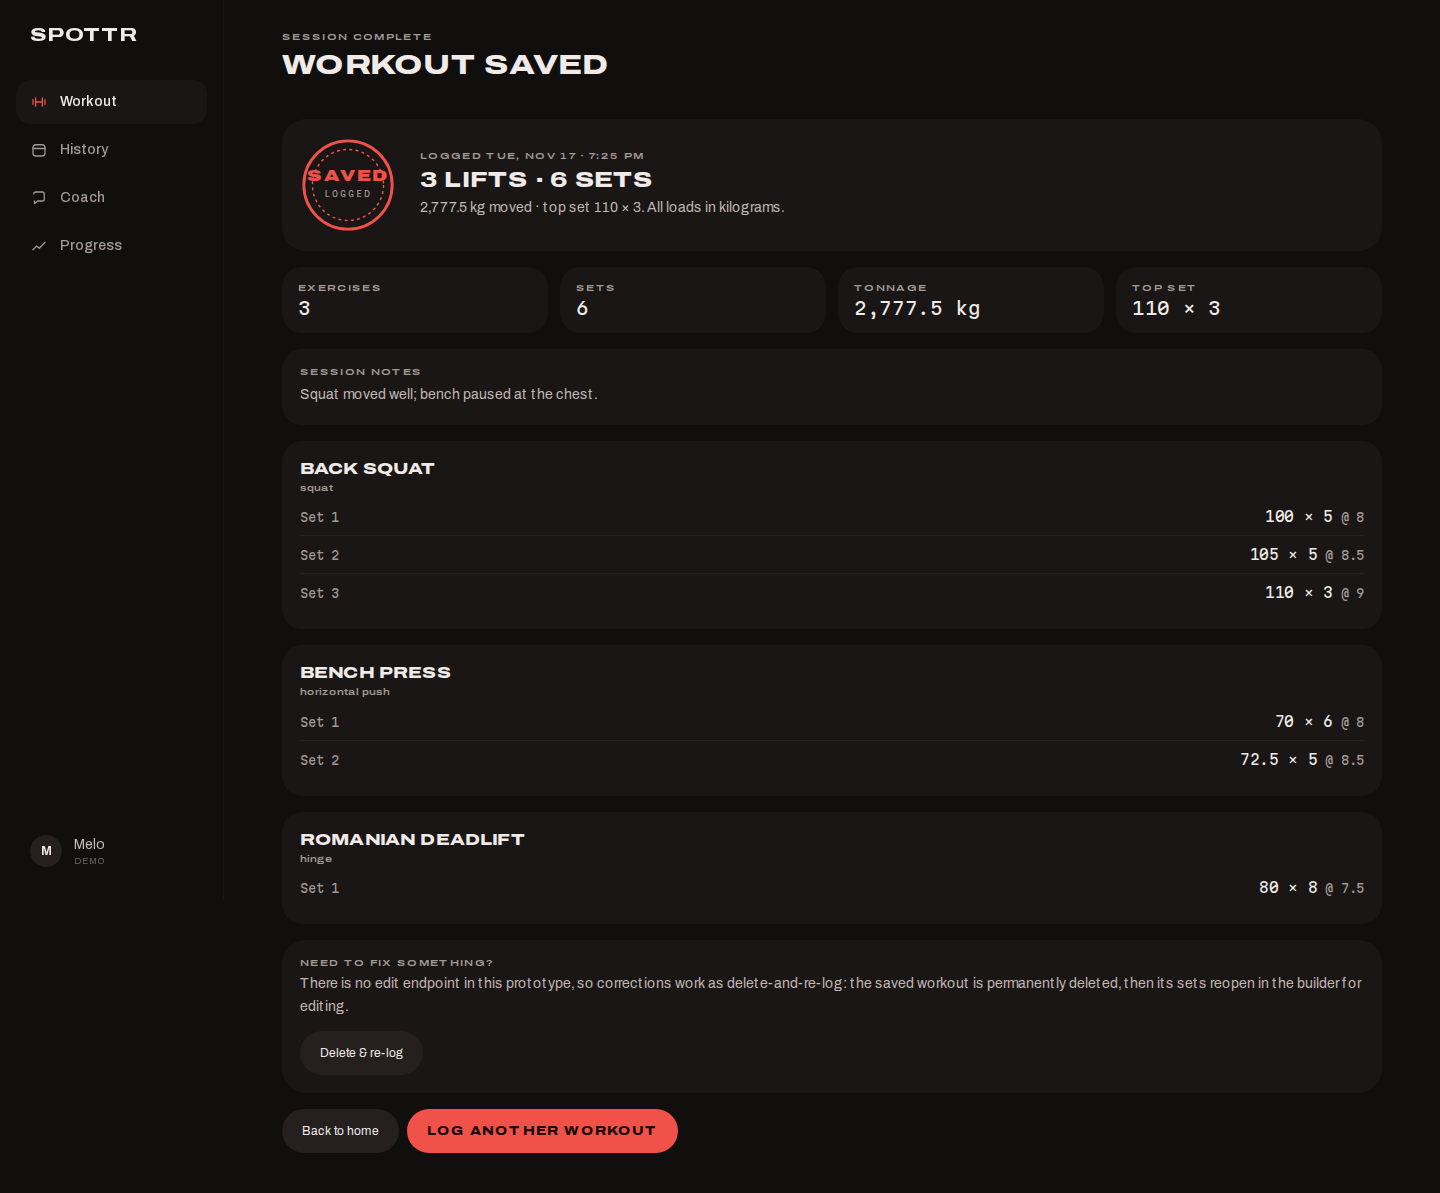 SPOTTR
Workout
History
Coach
Progress
M
Melo
DEMO
SESSION COMPLETE
WORKOUT SAVED
SAVED
LOGGED
LOGGED TUE, NOV 17 · 7:25 PM
3 LIFTS · 6 SETS
2,777.5 kg moved · top set 110 × 3. All loads in kilograms.
EXERCISES
3
SETS
6
TONNAGE
2,777.5 kg
TOP SET
110 × 3
SESSION NOTES
Squat moved well; bench paused at the chest.
BACK SQUAT
squat
Set 1 100 × 5 @ 8
Set 2 105 × 5 @ 8.5
Set 3 110 × 3 @ 9
BENCH PRESS
horizontal push
Set 1 70 × 6 @ 8
Set 2 72.5 × 5 @ 8.5
ROMANIAN DEADLIFT
hinge
Set 1 80 × 8 @ 7.5
NEED TO FIX SOMETHING?
There is no edit endpoint in this prototype, so corrections work as delete-and-re-log: the saved workout is permanently deleted, then its sets reopen in the builder for
editing.
Delete & re-log
Back to home
LOG ANOTHER WORKOUT